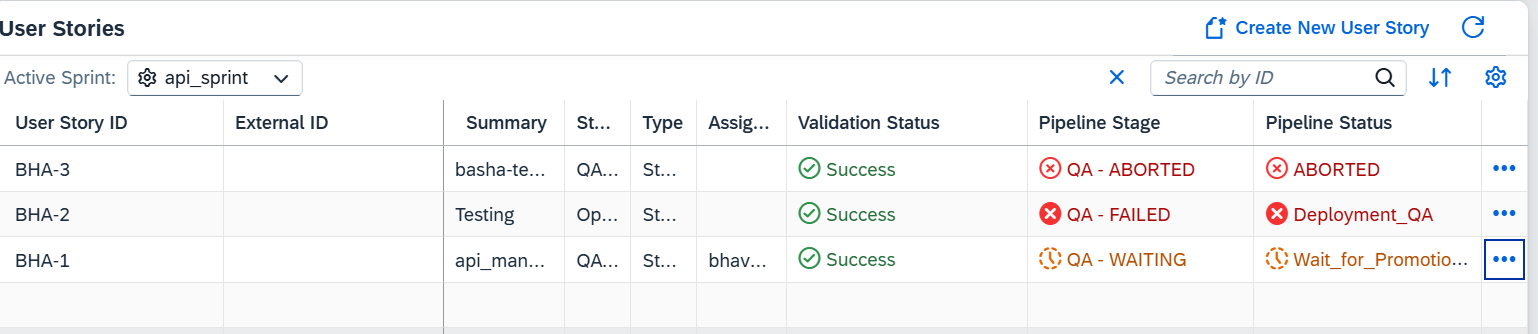 User Stories Create New User Story
Active Sprint: api_sprint Search by ID
User Story ID External ID Summary St... Type Assig... Validation Status Pipeline Stage Pipeline Status
BHA-3 basha-te... QA... St... Success QA - ABORTED ABORTED
BHA-2 Testing Op... St... Success QA - FAILED Deployment_QA
BHA-1 api_man... QA... St... bhav... Success QA - WAITING Wait_for_Promotio...